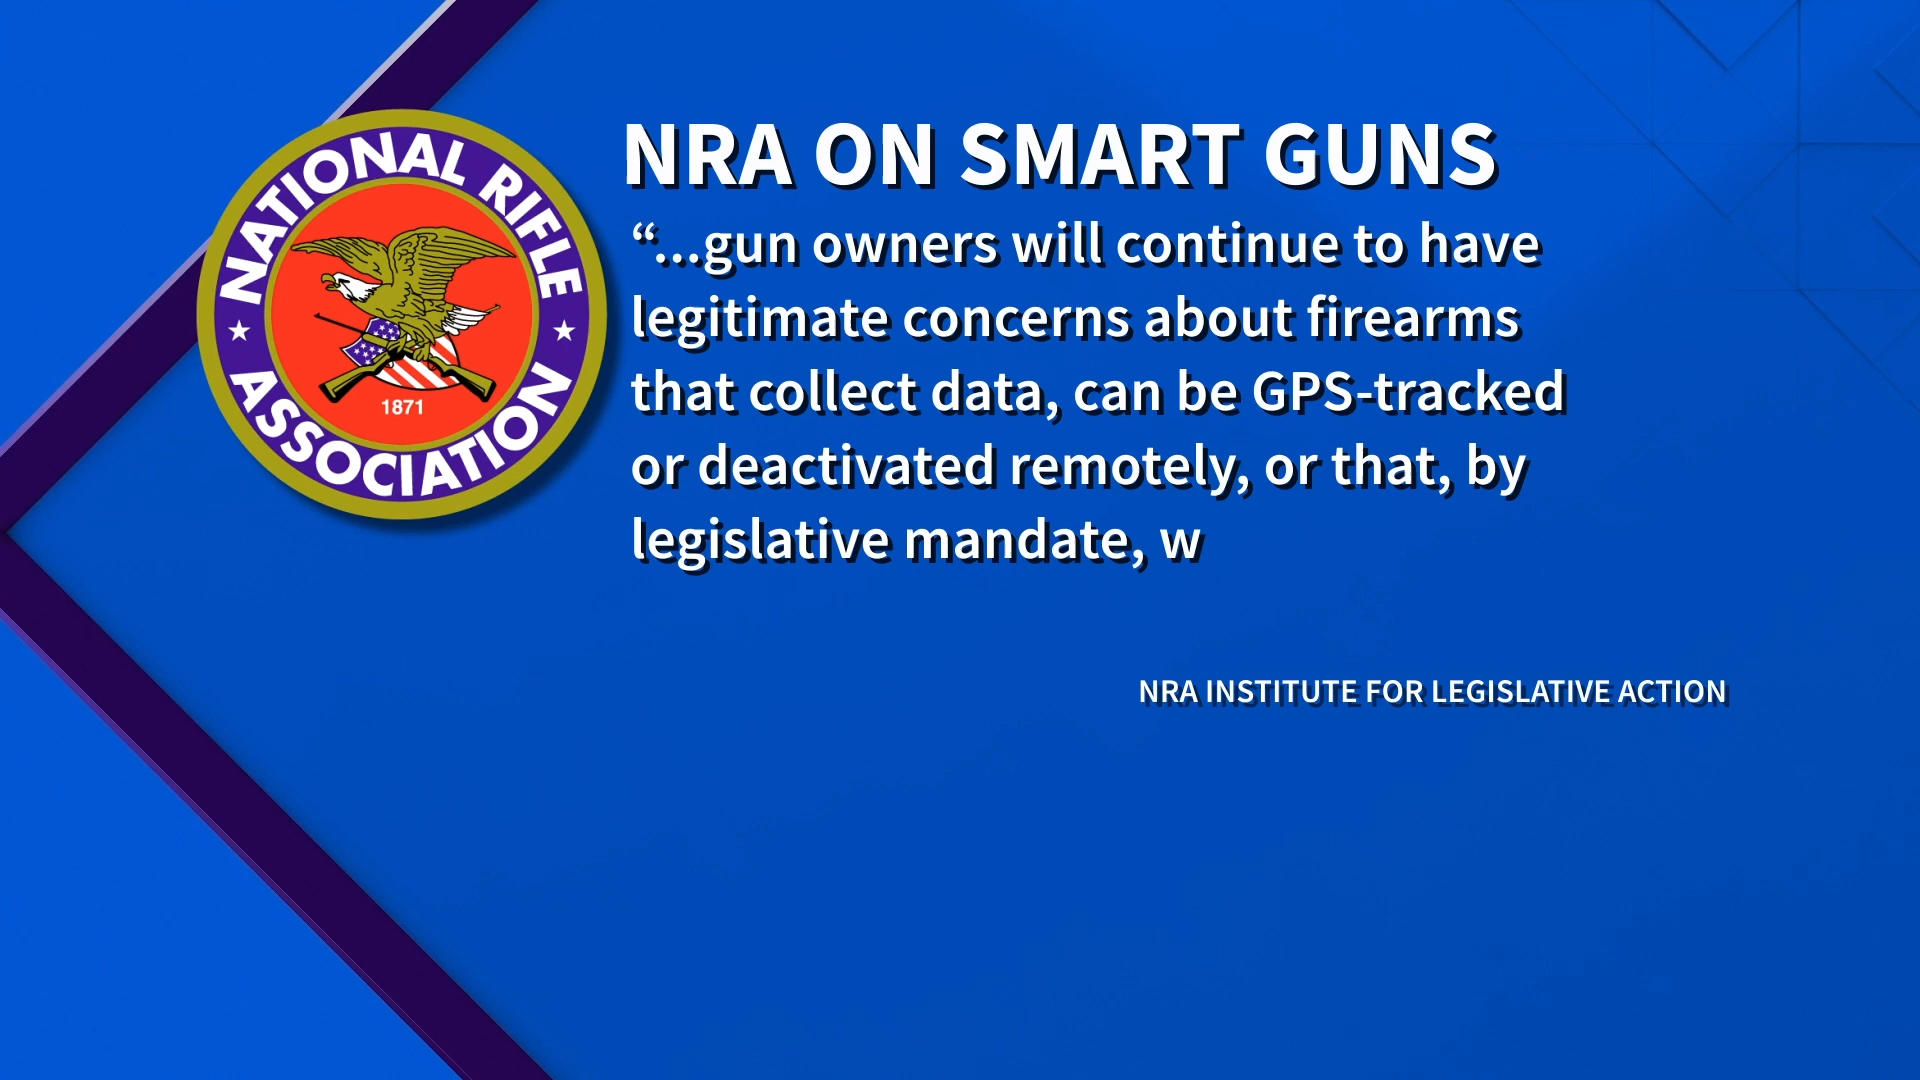 NATIONAL RIFLE
ASSOCIATION
1871
NRA ON SMART GUNS
“...gun owners will continue to have
legitimate concerns about firearms
that collect data, can be GPS-tracked
or deactivated remotely, or that, by
legislative mandate, w
NRA INSTITUTE FOR LEGISLATIVE ACTION